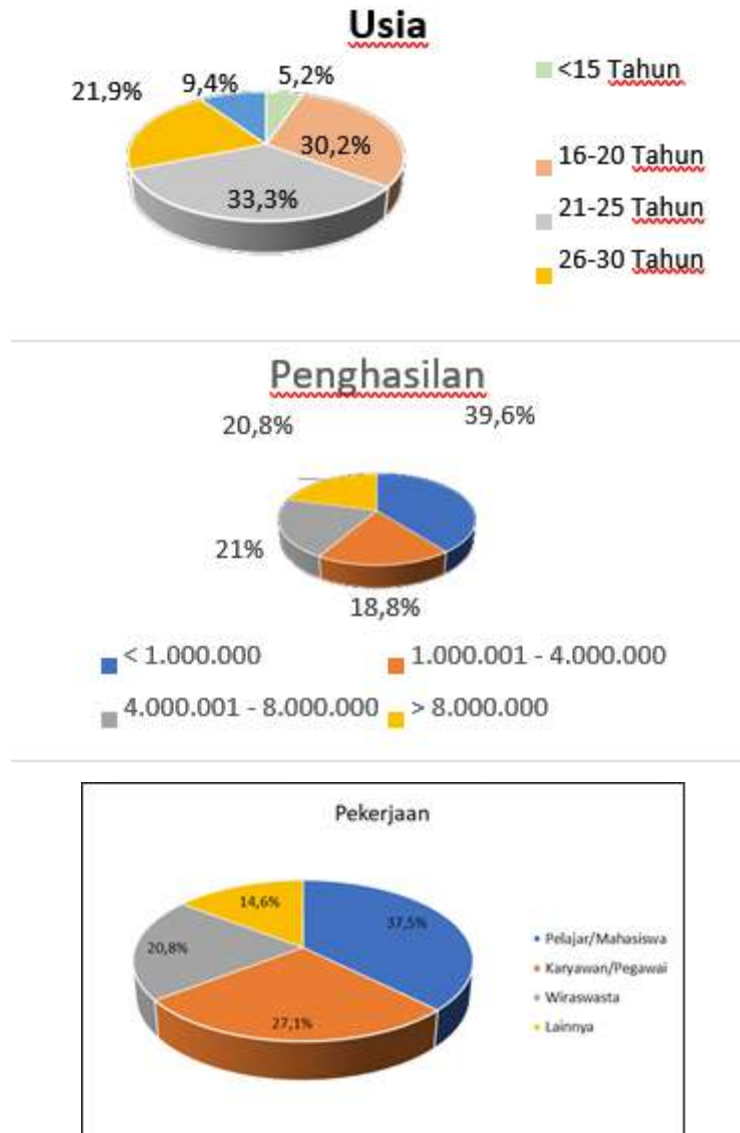 Usia
21,9% 9,4% 5,2%
30,2%
33,3%
<15 Tahun
16-20 Tahun
21-25 Tahun
26-30 Tahun
Penghasilan
20,8% 39,6%
21%
18,8%
< 1.000.000 1.000.001 - 4.000.000
4.000.001 - 8.000.000 > 8.000.000
Pekerjaan
14,6% 37,5%
20,8%
27,1%
Pelajar/Mahasiswa
Karyawan/Pegawai
Wiraswasta
Lainnya